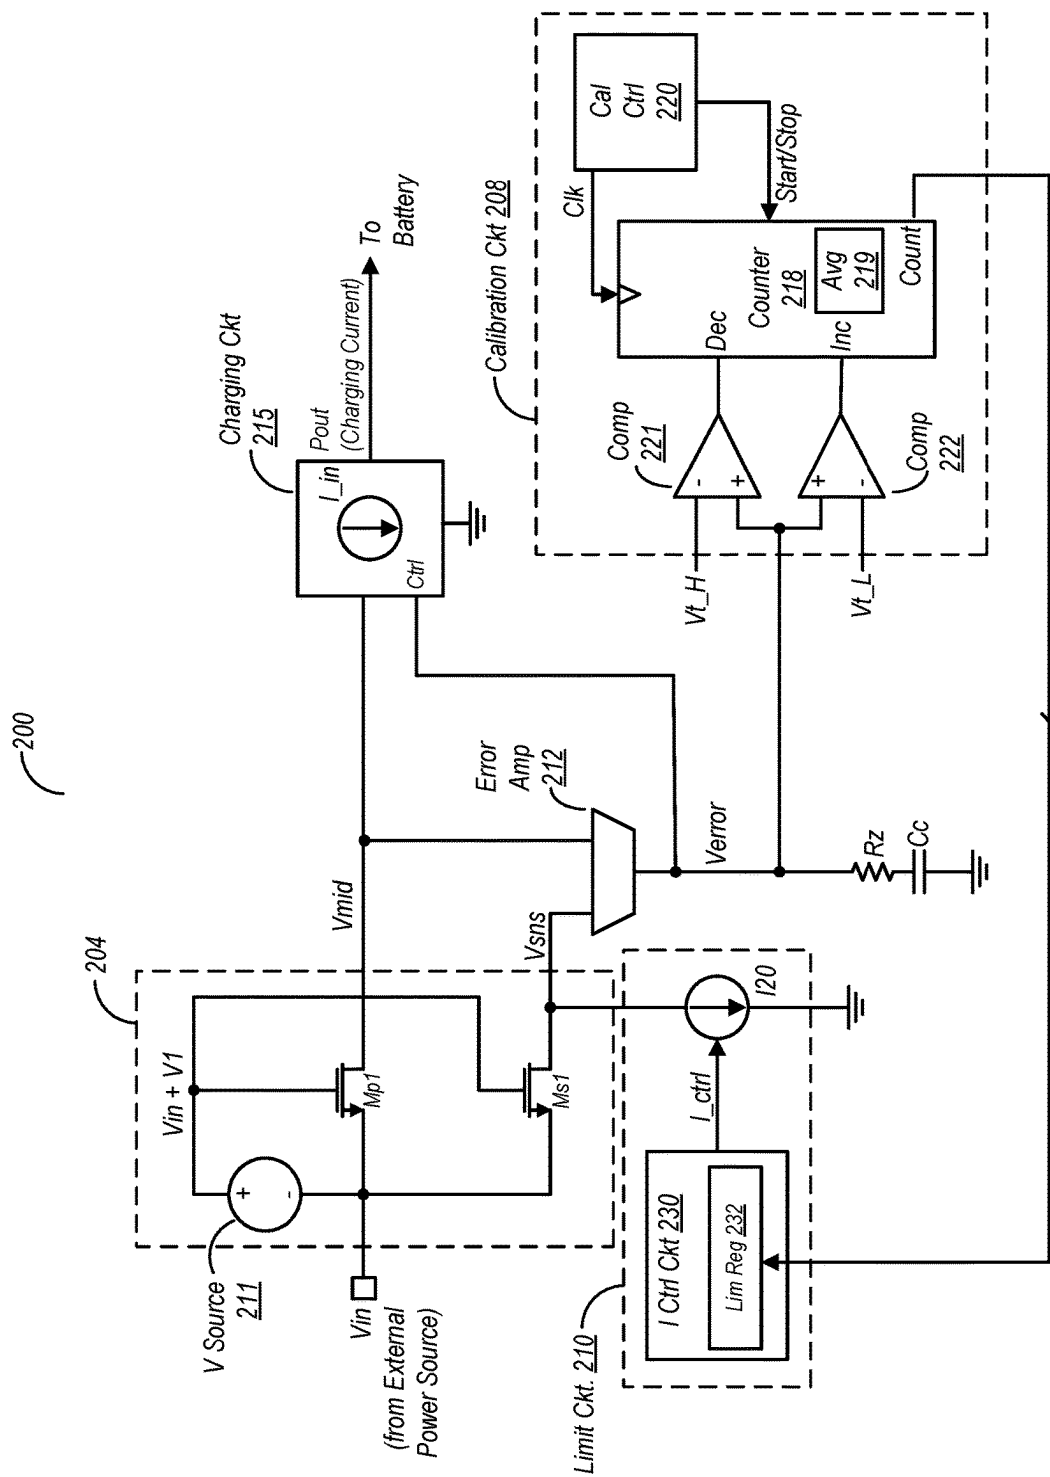 200
204
Vin + V1
V Source
211
+
-
Mp1
Ms1
Vin
(from External
Power Source)
Vmid
Vsns
Charging Ckt
215
I_in
Ctrl
Pout
(Charging Current)
To
Battery
Error
Amp
212
Verror
Rz
Cc
Limit Ckt. 210
I Ctrl Ckt 230
Lim Reg 232
I_ctrl
I20
Calibration Ckt 208
Cal
Ctrl
220
Clk
Start/Stop
Counter
218
Avg
219
Count
Dec
Inc
Comp
221
-
+
Comp
222
+
-
Vt_H
Vt_L